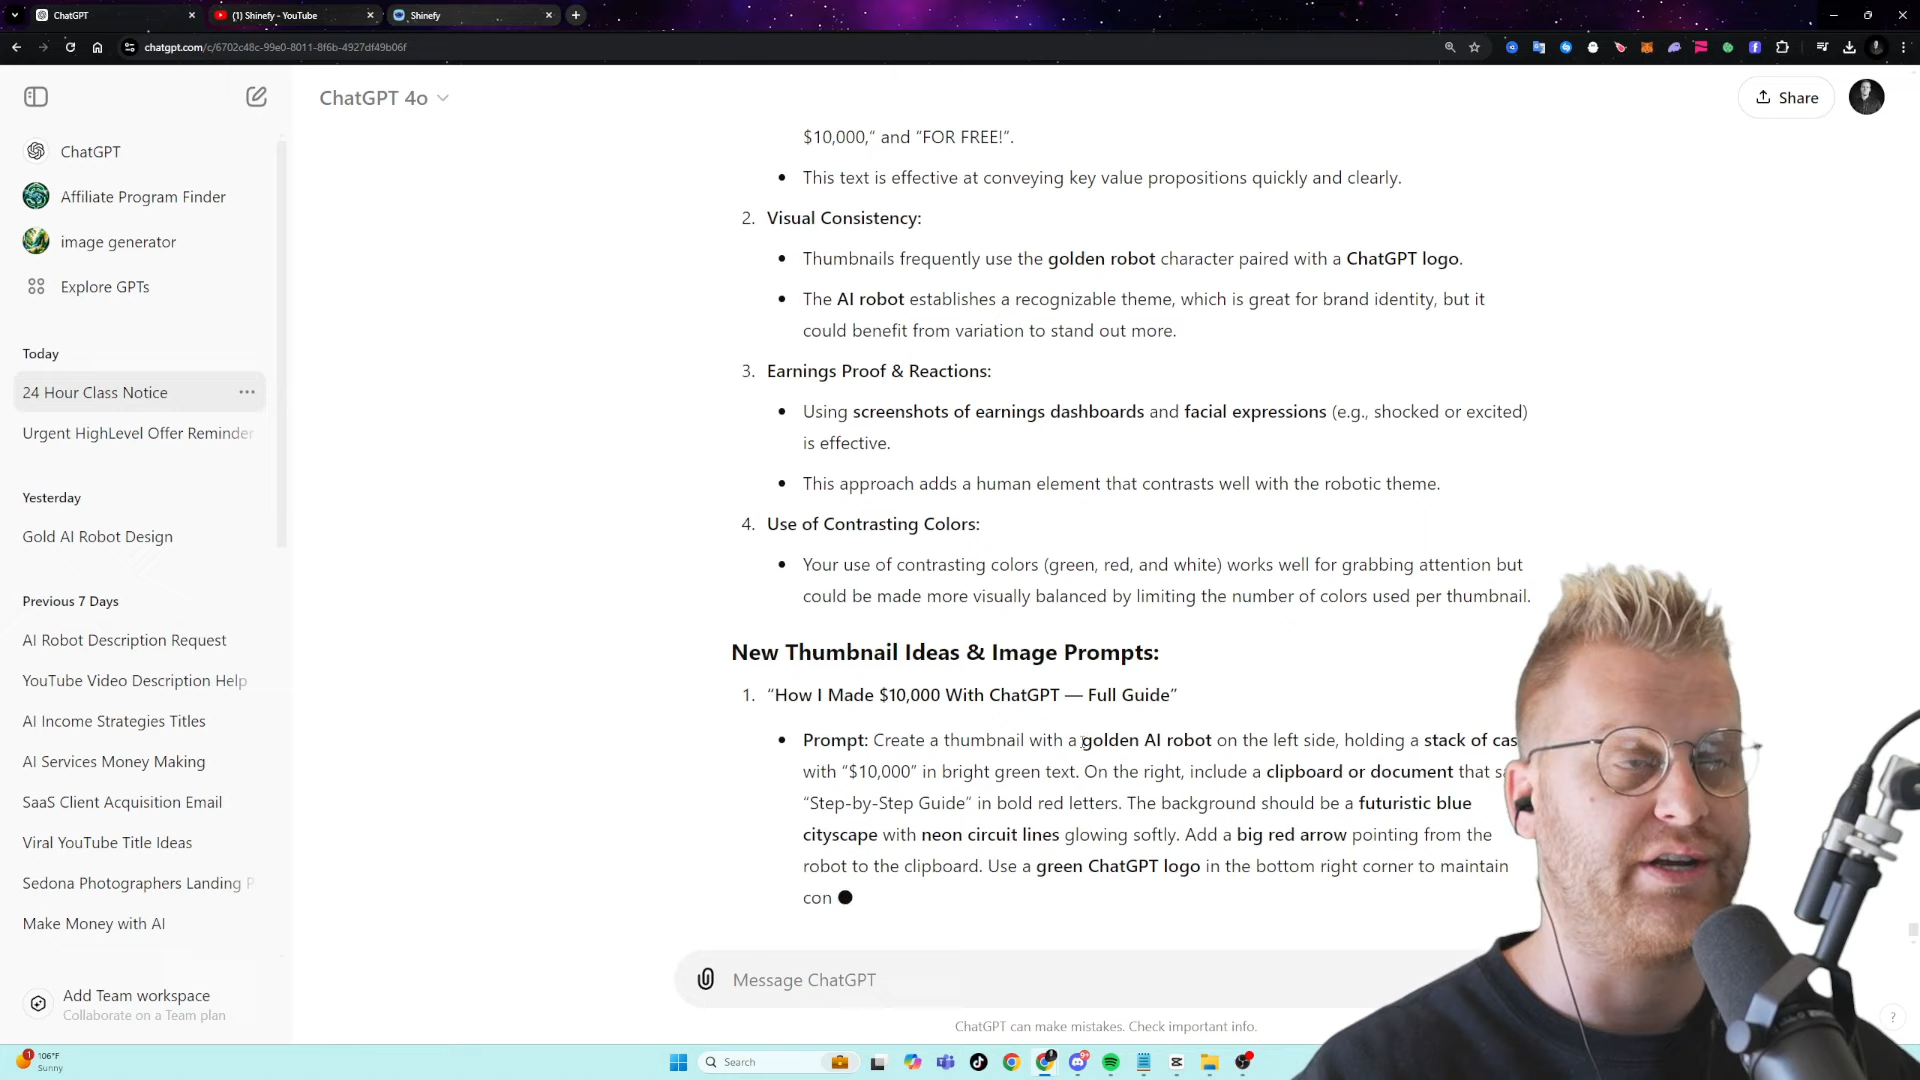 ChatGPT
(1) Shinefy - YouTube
Shinefy
chatgpt.com/c/6702c48c-99e0-8011-8f6b-4927df49b06f
ChatGPT 4o
Share
ChatGPT
Affiliate Program Finder
image generator
Explore GPTs
Today
24 Hour Class Notice
Urgent HighLevel Offer Reminder
Yesterday
Gold AI Robot Design
Previous 7 Days
AI Robot Description Request
YouTube Video Description Help
AI Income Strategies Titles
AI Services Money Making
SaaS Client Acquisition Email
Viral YouTube Title Ideas
Sedona Photographers Landing P
Make Money with AI
Add Team workspace
Collaborate on a Team plan
$10,000,“ and “FOR FREE!”.
• This text is effective at conveying key value propositions quickly and clearly.
2. Visual Consistency:
• Thumbnails frequently use the golden robot character paired with a ChatGPT logo.
• The AI robot establishes a recognizable theme, which is great for brand identity, but it
could benefit from variation to stand out more.
3. Earnings Proof & Reactions:
• Using screenshots of earnings dashboards and facial expressions (e.g., shocked or excited)
is effective.
• This approach adds a human element that contrasts well with the robotic theme.
4. Use of Contrasting Colors:
• Your use of contrasting colors (green, red, and white) works well for grabbing attention but
could be made more visually balanced by limiting the number of colors used per thumbnail.
New Thumbnail Ideas & Image Prompts:
1. “How I Made $10,000 With ChatGPT — Full Guide”
• Prompt: Create a thumbnail with a golden AI robot on the left side, holding a stack of cas
with “$10,000” in bright green text. On the right, include a clipboard or document that s
“Step-by-Step Guide” in bold red letters. The background should be a futuristic blue
cityscape with neon circuit lines glowing softly. Add a big red arrow pointing from the
robot to the clipboard. Use a green ChatGPT logo in the bottom right corner to maintain
con
Message ChatGPT
ChatGPT can make mistakes. Check important info.
?
1
106°F
Sunny
Search
9+